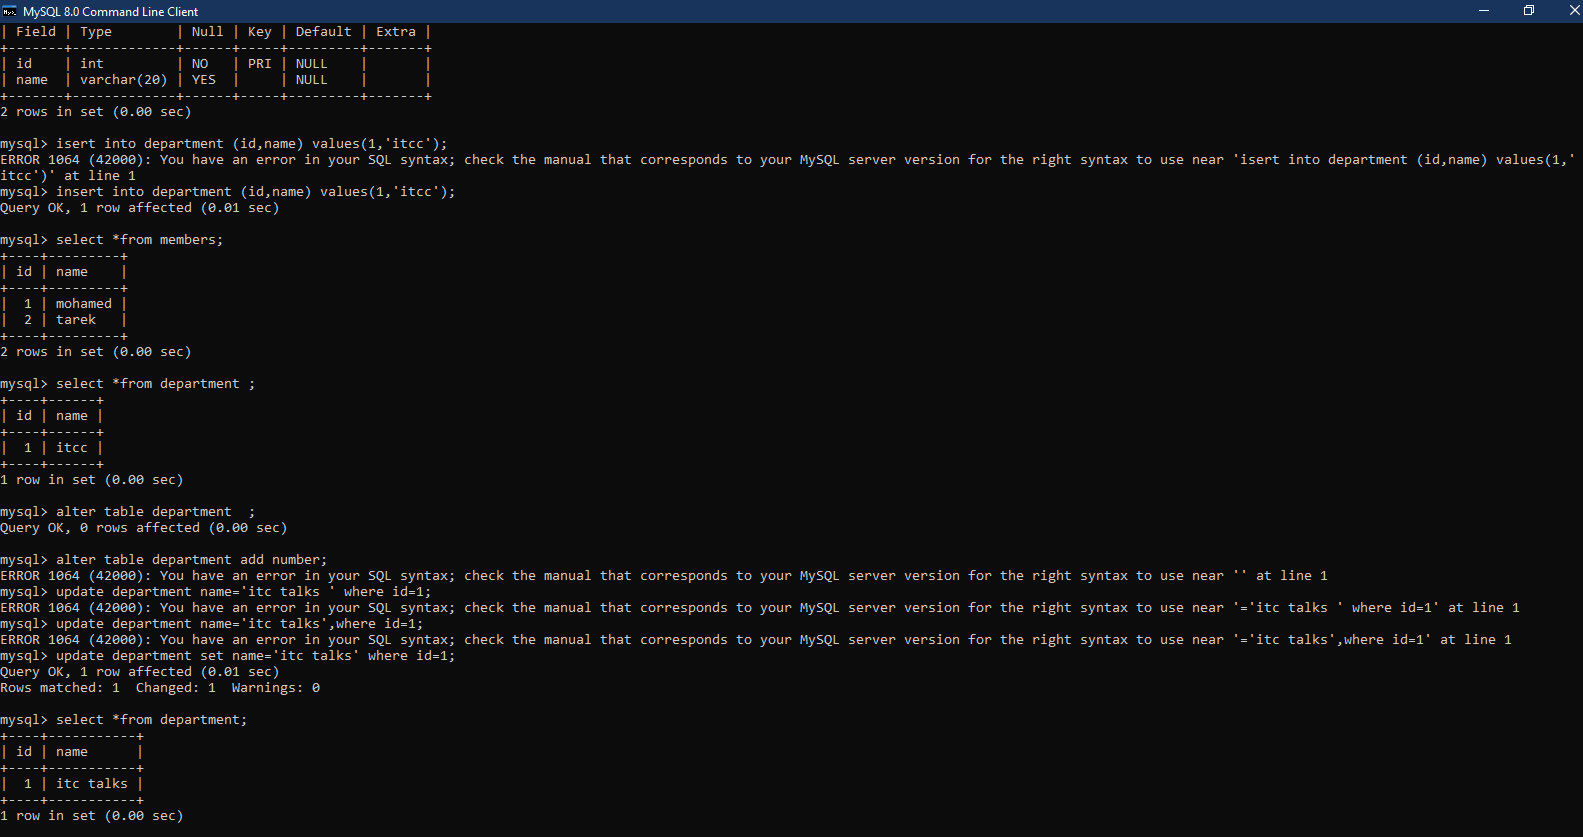 MySQL 8.0 Command Line Client
| Field | Type        | Null | Key | Default | Extra |
+-------+-------------+------+-----+---------+-------+
| id    | int         | NO   | PRI | NULL    |       |
| name  | varchar(20) | YES  |     | NULL    |       |
+-------+-------------+------+-----+---------+-------+
2 rows in set (0.00 sec)
mysql> isert into department (id,name) values(1,'itcc');
ERROR 1064 (42000): You have an error in your SQL syntax; check the manual that corresponds to your MySQL server version for the right syntax to use near 'isert into department (id,name) values(1,'
itcc')' at line 1
mysql> insert into department (id,name) values(1,'itcc');
Query OK, 1 row affected (0.01 sec)
mysql> select *from members;
+----+---------+
| id | name    |
+----+---------+
|  1 | mohamed |
|  2 | tarek   |
+----+---------+
2 rows in set (0.00 sec)
mysql> select *from department ;
+----+------+
| id | name |
+----+------+
|  1 | itcc |
+----+------+
1 row in set (0.00 sec)
mysql> alter table department  ;
Query OK, 0 rows affected (0.00 sec)
mysql> alter table department add number;
ERROR 1064 (42000): You have an error in your SQL syntax; check the manual that corresponds to your MySQL server version for the right syntax to use near '' at line 1
mysql> update department name='itc talks ' where id=1;
ERROR 1064 (42000): You have an error in your SQL syntax; check the manual that corresponds to your MySQL server version for the right syntax to use near '='itc talks ' where id=1' at line 1
mysql> update department name='itc talks',where id=1;
ERROR 1064 (42000): You have an error in your SQL syntax; check the manual that corresponds to your MySQL server version for the right syntax to use near '='itc talks',where id=1' at line 1
mysql> update department set name='itc talks' where id=1;
Query OK, 1 row affected (0.01 sec)
Rows matched: 1  Changed: 1  Warnings: 0
mysql> select *from department;
+----+-----------+
| id | name      |
+----+-----------+
|  1 | itc talks |
+----+-----------+
1 row in set (0.00 sec)